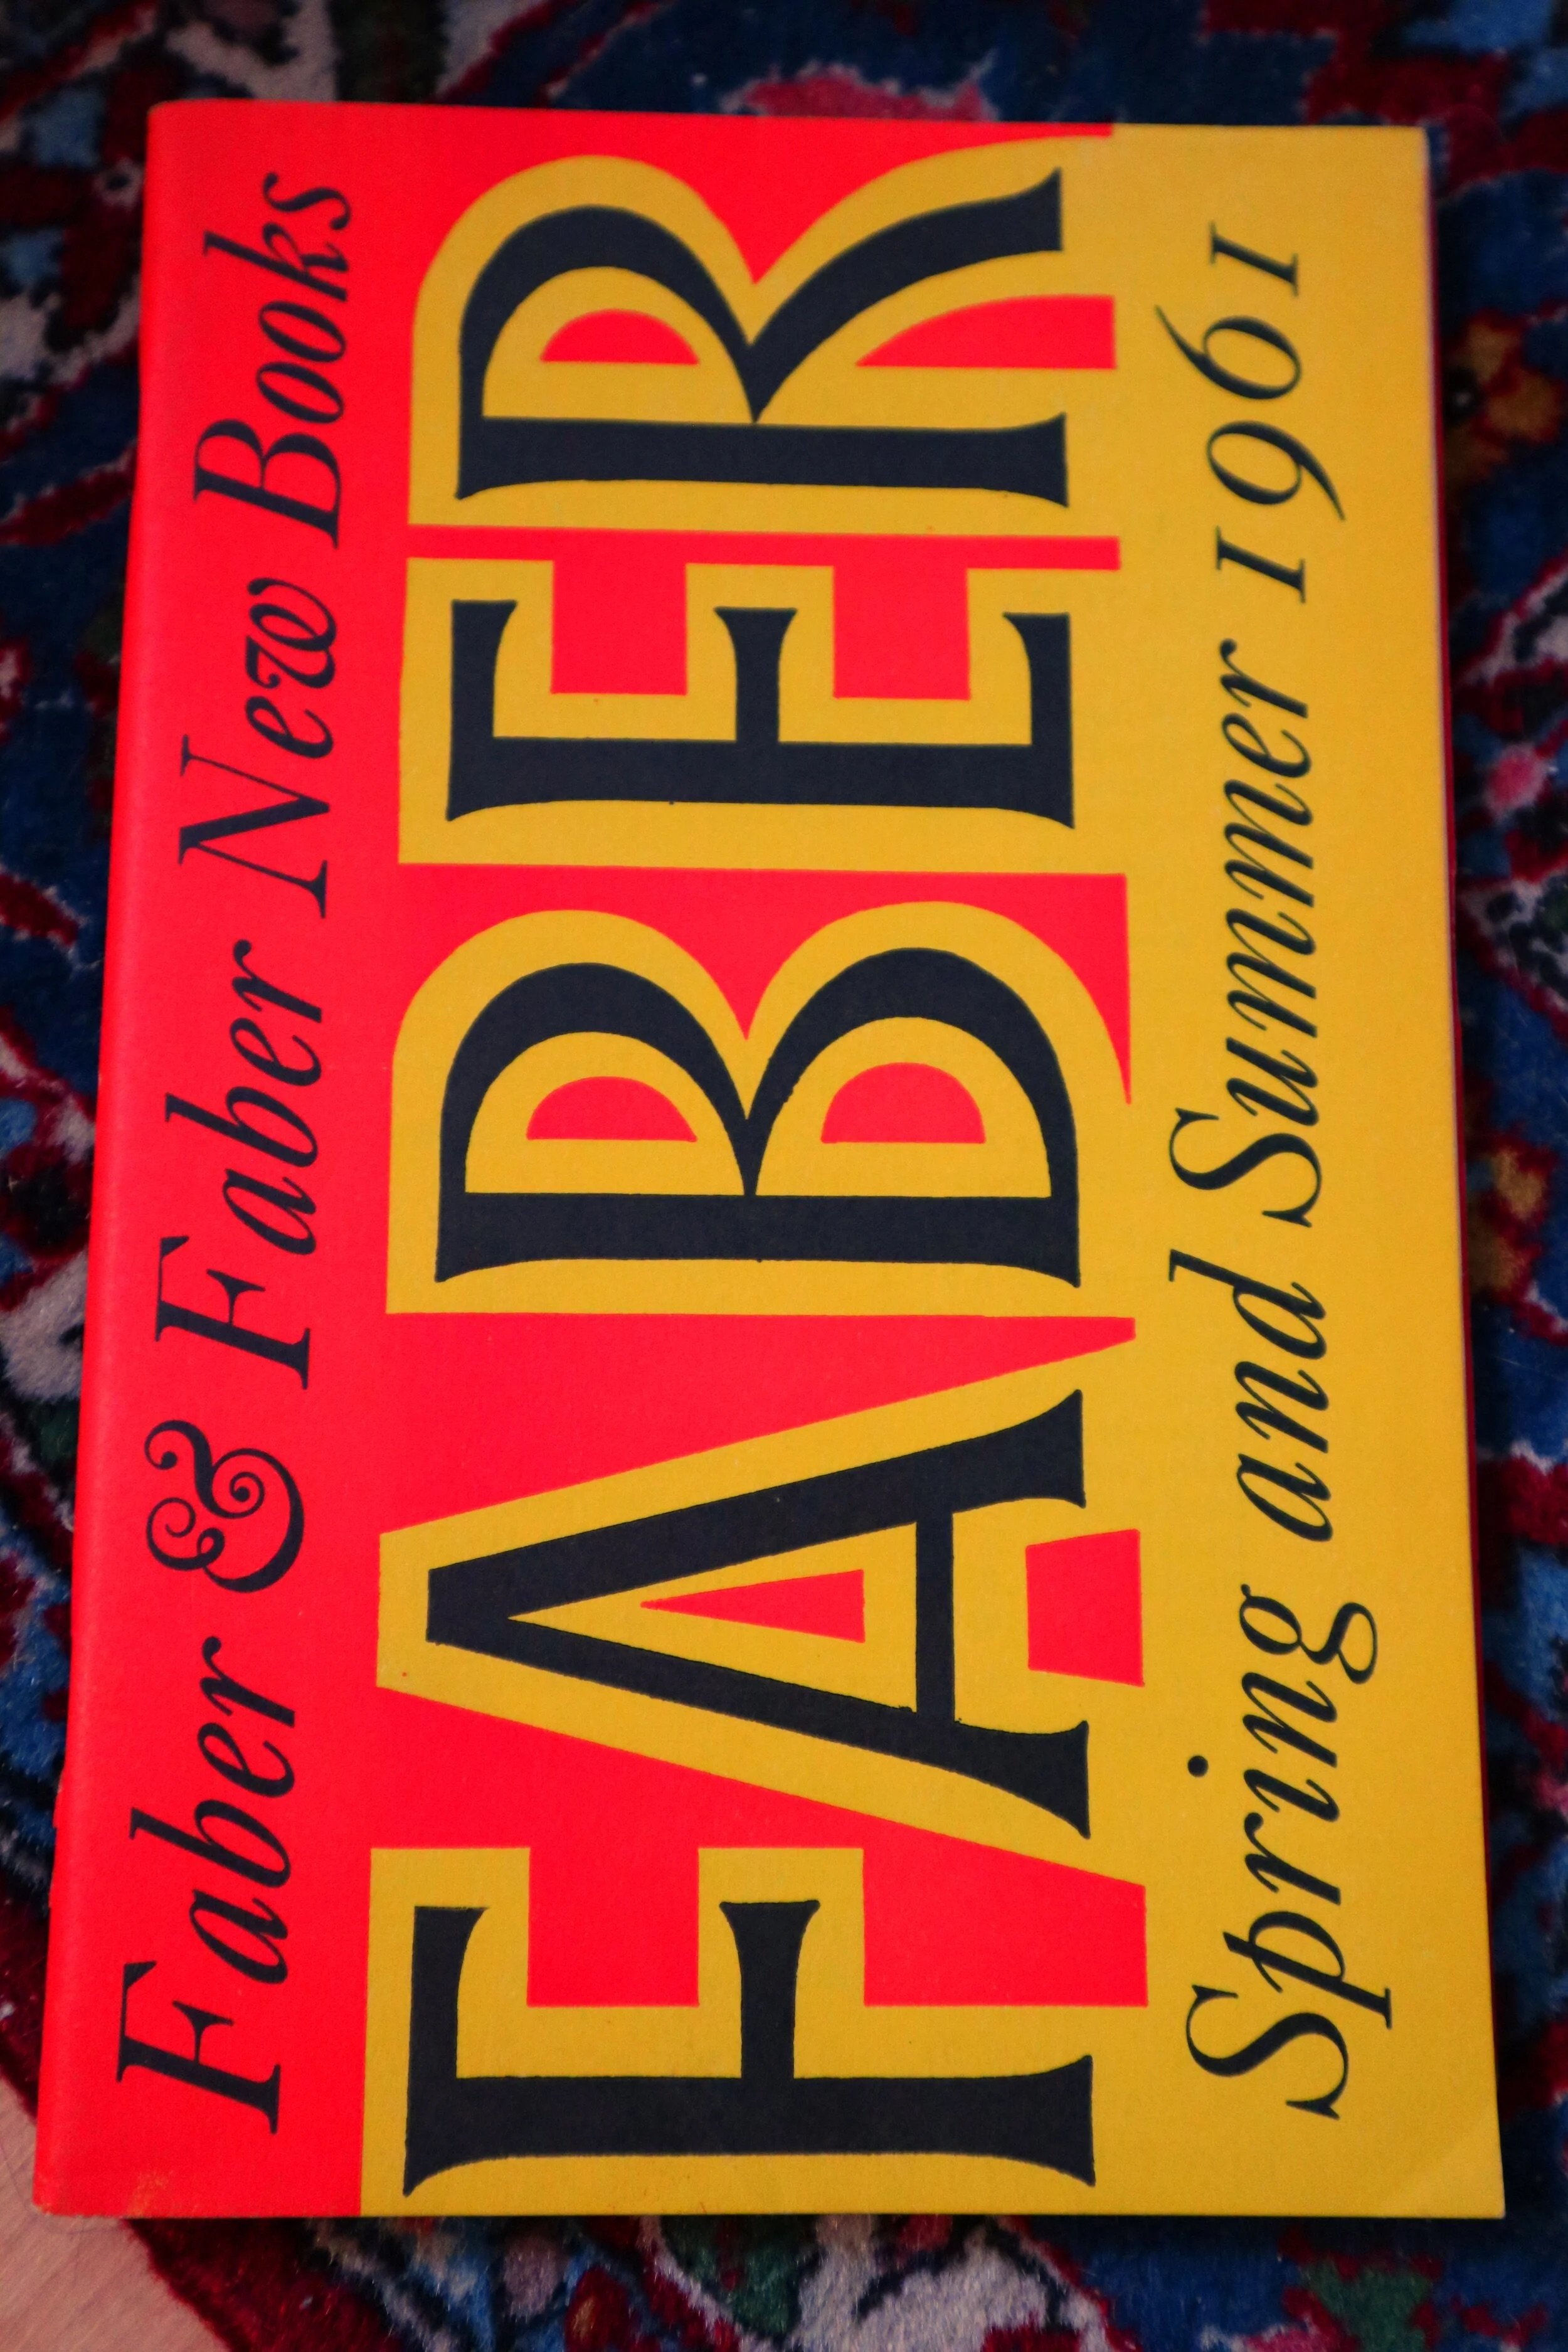 Faber & Faber New Books
FABER
Spring and Summer 1961